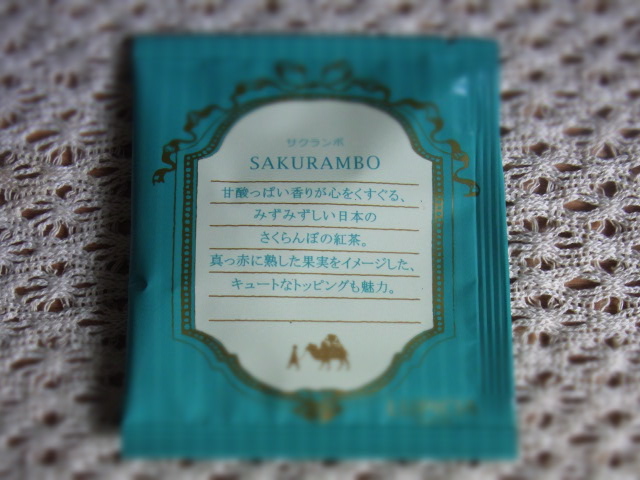 サクランボ
SAKURAMBO
甘酸っぱい香りが心をくすぐる、
みずみずしい日本の
さくらんぼの紅茶。
真っ赤に熟した果実をイメージした、
キュートなトッピングも魅力。